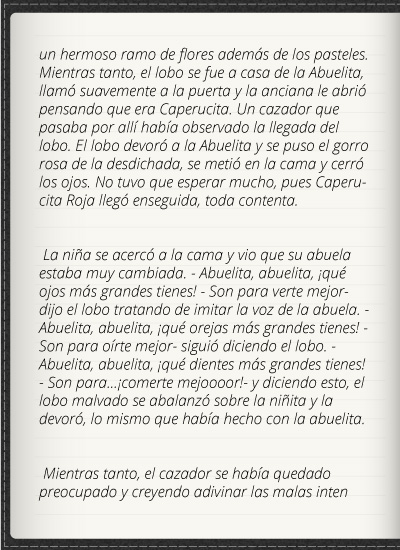 un hermoso ramo de flores además de los pasteles.
Mientras tanto, el lobo se fue a casa de la Abuelita,
llamó suavemente a la puerta y la anciana le abrió
pensando que era Caperucita. Un cazador que
pasaba por allí había observado la llegada del
lobo. El lobo devoró a la Abuelita y se puso el gorro
rosa de la desdichada, se metió en la cama y cerró
los ojos. No tuvo que esperar mucho, pues Caperu-
cita Roja llegó enseguida, toda contenta.
La niña se acercó a la cama y vio que su abuela
estaba muy cambiada. - Abuelita, abuelita, ¡qué
ojos más grandes tienes! - Son para verte mejor-
dijo el lobo tratando de imitar la voz de la abuela. -
Abuelita, abuelita, ¡qué orejas más grandes tienes! -
Son para oírte mejor- siguió diciendo el lobo. -
Abuelita, abuelita, ¡qué dientes más grandes tienes!
- Son para...¡comerte mejoooor!- y diciendo esto, el
lobo malvado se abalanzó sobre la niñita y la
devoró, lo mismo que había hecho con la abuelita.
Mientras tanto, el cazador se había quedado
preocupado y creyendo adivinar las malas inten